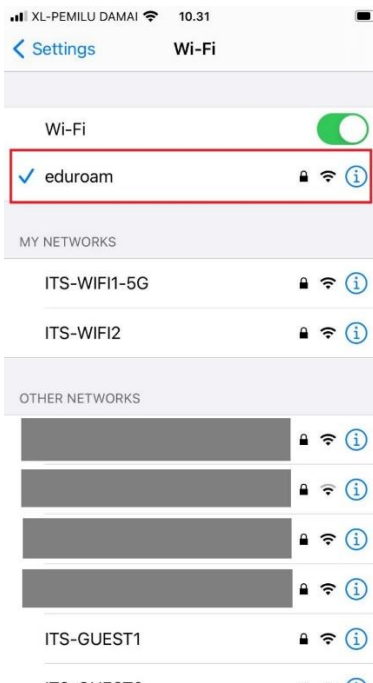 XL-PEMILU DAMAI 10.31
Settings Wi-Fi
Wi-Fi
eduroam
MY NETWORKS
ITS-WIFI1-5G
ITS-WIFI2
OTHER NETWORKS
ITS-GUEST1